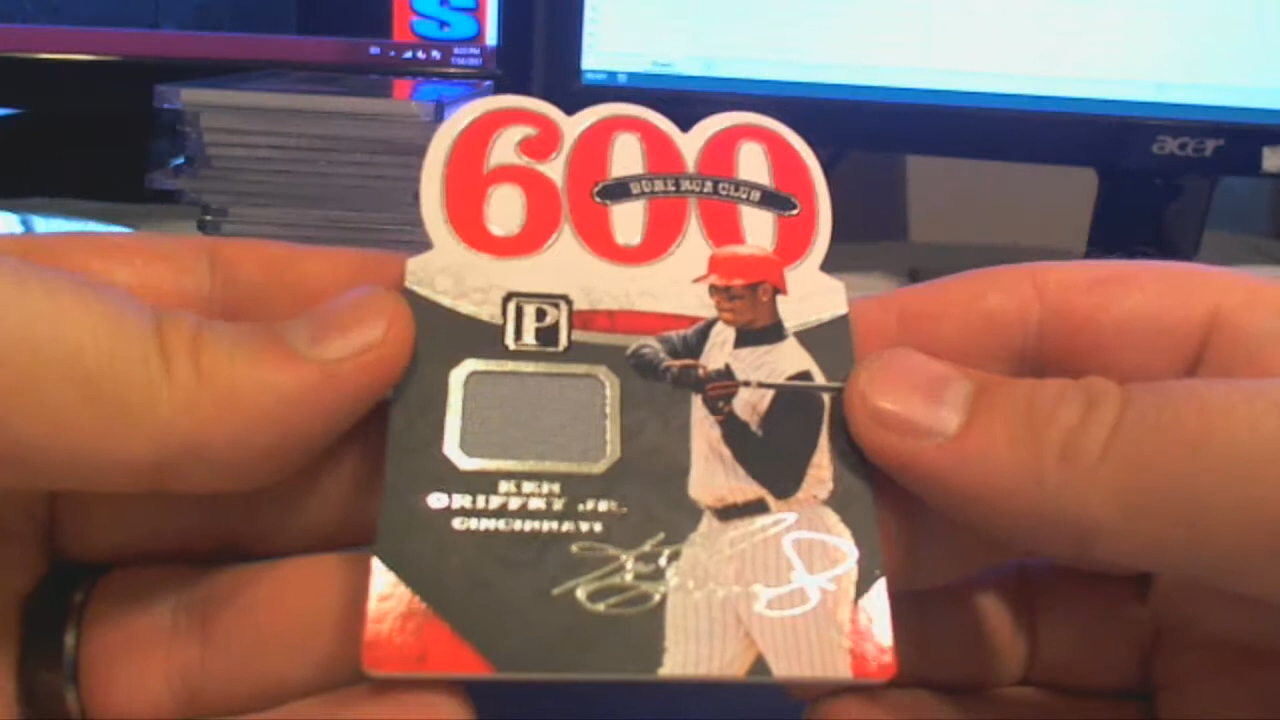 S
acer
600
HOME RUN CLUB
P
KEN
GRIFFEY JR.
CINCINNATI